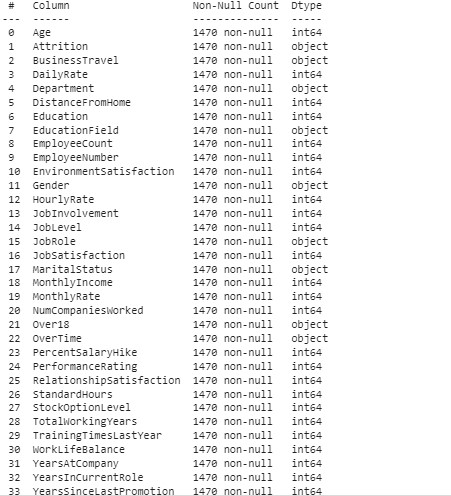 #   Column                    Non-Null Count  Dtype
---  ------                    --------------  -----
0   Age                       1470 non-null   int64
1   Attrition                 1470 non-null   object
2   BusinessTravel            1470 non-null   object
3   DailyRate                 1470 non-null   int64
4   Department                1470 non-null   object
5   DistanceFromHome          1470 non-null   int64
6   Education                 1470 non-null   int64
7   EducationField            1470 non-null   object
8   EmployeeCount             1470 non-null   int64
9   EmployeeNumber            1470 non-null   int64
10  EnvironmentSatisfaction   1470 non-null   int64
11  Gender                    1470 non-null   object
12  HourlyRate                1470 non-null   int64
13  JobInvolvement            1470 non-null   int64
14  JobLevel                  1470 non-null   int64
15  JobRole                   1470 non-null   object
16  JobSatisfaction           1470 non-null   int64
17  MaritalStatus             1470 non-null   object
18  MonthlyIncome             1470 non-null   int64
19  MonthlyRate               1470 non-null   int64
20  NumCompaniesWorked        1470 non-null   int64
21  Over18                    1470 non-null   object
22  OverTime                  1470 non-null   object
23  PercentSalaryHike         1470 non-null   int64
24  PerformanceRating         1470 non-null   int64
25  RelationshipSatisfaction  1470 non-null   int64
26  StandardHours             1470 non-null   int64
27  StockOptionLevel          1470 non-null   int64
28  TotalWorkingYears         1470 non-null   int64
29  TrainingTimesLastYear     1470 non-null   int64
30  WorkLifeBalance           1470 non-null   int64
31  YearsAtCompany            1470 non-null   int64
32  YearsInCurrentRole        1470 non-null   int64
33  YearsSinceLastPromotion   1470 non-null   int64